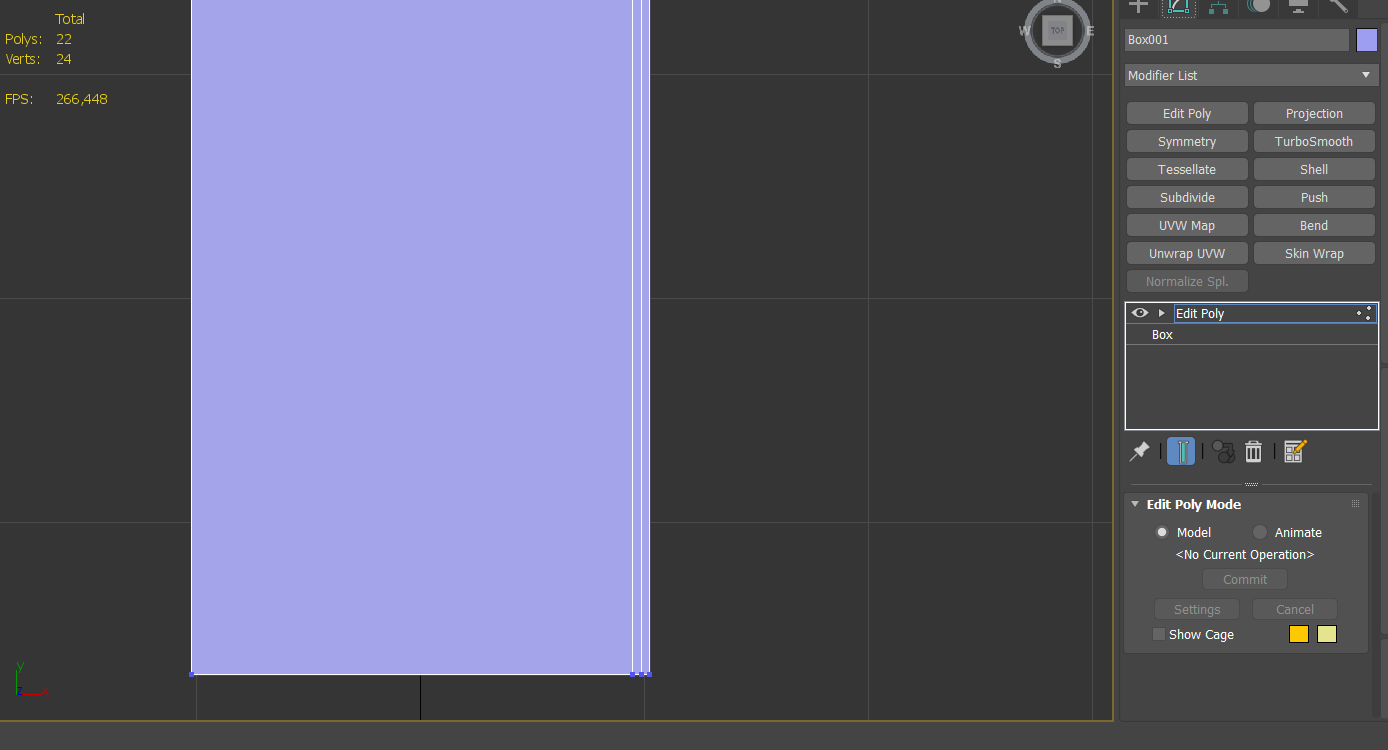 Total
Polys: 22
Verts: 24
FPS: 266,448
N
W
TOP
E
S
y
x
z
Box001
Modifier List
Edit Poly
Projection
Symmetry
TurboSmooth
Tessellate
Shell
Subdivide
Push
UVW Map
Bend
Unwrap UVW
Skin Wrap
Normalize Spl.
Edit Poly
Box
Edit Poly Mode
Model
Animate
<No Current Operation>
Commit
Settings
Cancel
Show Cage